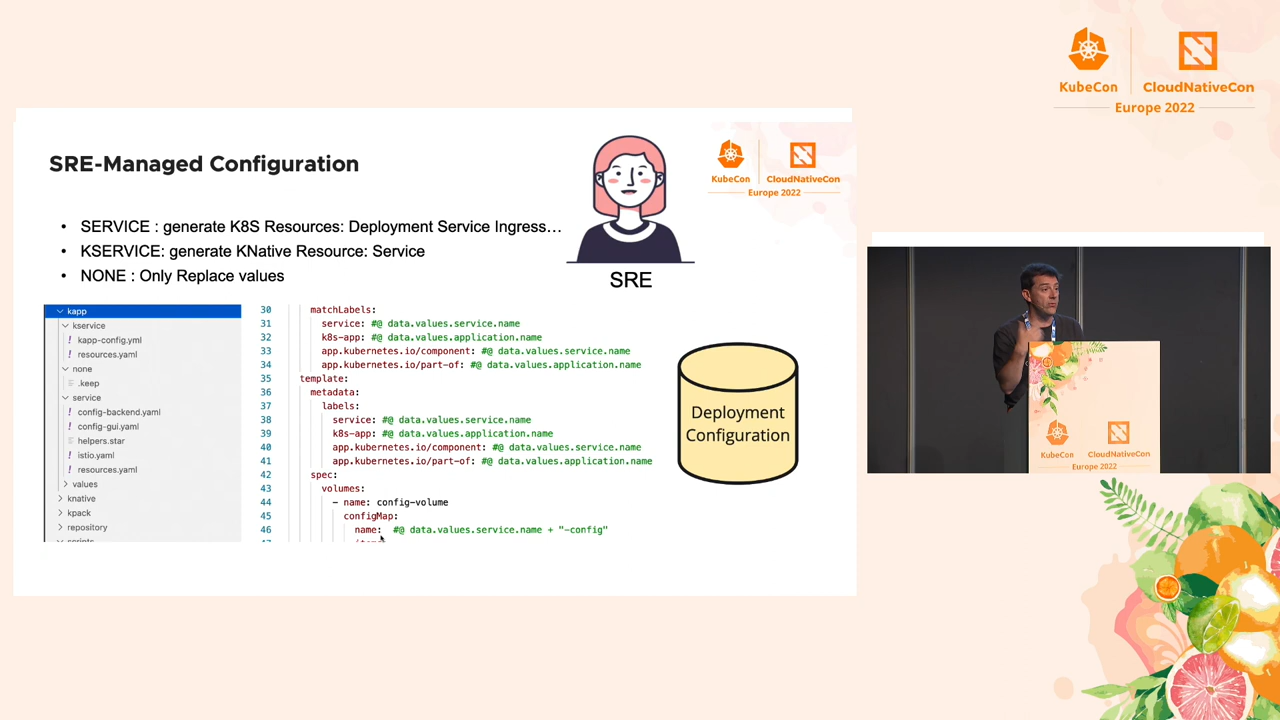 KubeCon
CloudNativeCon
Europe 2022
SRE-Managed Configuration
KubeCon
CloudNativeCon
Europe 2022
• SERVICE : generate K8S Resources: Deployment Service Ingress…
• KSERVICE: generate KNative Resource: Service
• NONE : Only Replace values
SRE
kapp
kservice
kapp-config.yml
resources.yaml
none
.keep
service
config-backend.yaml
config-gui.yaml
helpers.star
istio.yaml
resources.yaml
values
knative
kpack
repository
scripts
30 matchLabels:
31 service: #@ data.values.service.name
32 k8s-app: #@ data.values.application.name
33 app.kubernetes.io/component: #@ data.values.service.name
34 app.kubernetes.io/part-of: #@ data.values.application.name
35 template:
36 metadata:
37 labels:
38 service: #@ data.values.service.name
39 k8s-app: #@ data.values.application.name
40 app.kubernetes.io/component: #@ data.values.service.name
41 app.kubernetes.io/part-of: #@ data.values.application.name
42 spec:
43 volumes:
44 - name: config-volume
45 configMap:
46 name: #@ data.values.service.name + "-config"
Deployment
Configuration
KubeCon
CloudNativeCon
Europe 2022